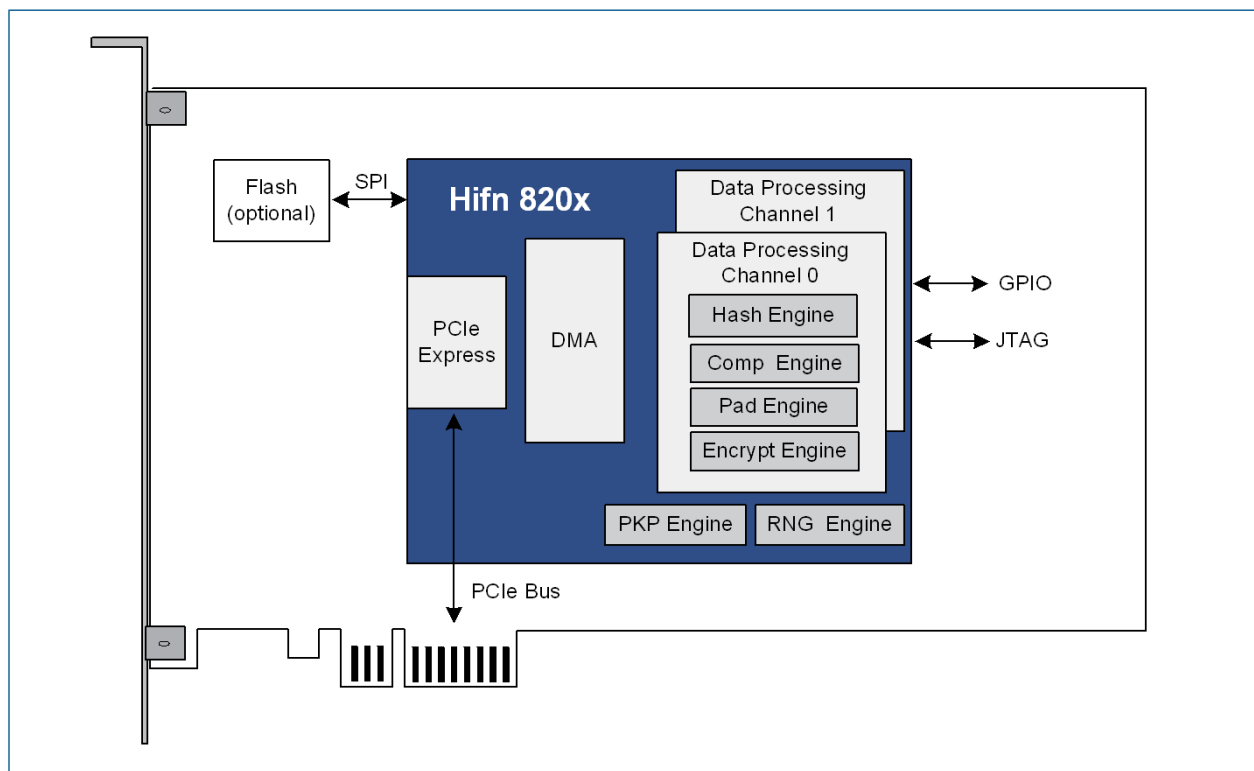 Flash
(optional)
SPI
Hifn 820x
PCIe
Express
DMA
Data Processing
Channel 1
Data Processing
Channel 0
Hash Engine
Comp Engine
Pad Engine
Encrypt Engine
PKP Engine
RNG Engine
GPIO
JTAG
PCIe Bus